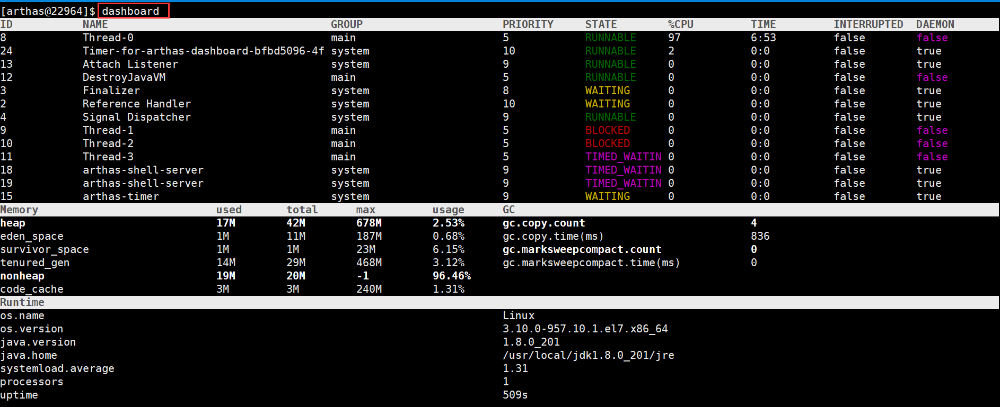 [arthas@22964]$ dashboard
ID NAME GROUP PRIORITY STATE %CPU TIME INTERRUPTED DAEMON
8 Thread-0 main 5 RUNNABLE 97 6:53 false false
24 Timer-for-arthas-dashboard-bfbd5096-4f system 10 RUNNABLE 2 0:0 false true
13 Attach Listener system 9 RUNNABLE 0 0:0 false true
12 DestroyJavaVM main 5 RUNNABLE 0 0:0 false false
3 Finalizer system 8 WAITING 0 0:0 false true
2 Reference Handler system 10 WAITING 0 0:0 false true
4 Signal Dispatcher system 9 RUNNABLE 0 0:0 false true
9 Thread-1 main 5 BLOCKED 0 0:0 false false
10 Thread-2 main 5 BLOCKED 0 0:0 false false
11 Thread-3 main 5 TIMED_WAITIN 0 0:0 false false
18 arthas-shell-server system 9 TIMED_WAITIN 0 0:0 false true
19 arthas-shell-server system 9 TIMED_WAITIN 0 0:0 false true
15 arthas-timer system 9 WAITING 0 0:0 false true
Memory used total max usage GC
heap 17M 42M 678M 2.53% gc.copy.count 4
eden_space 1M 11M 187M 0.68% gc.copy.time(ms) 836
survivor_space 1M 1M 23M 6.15% gc.marksweepcompact.count 0
tenured_gen 14M 29M 468M 3.12% gc.marksweepcompact.time(ms) 0
nonheap 19M 20M -1 96.46%
code_cache 3M 3M 240M 1.31%
Runtime
os.name Linux
os.version 3.10.0-957.10.1.el7.x86_64
java.version 1.8.0_201
java.home /usr/local/jdk1.8.0_201/jre
systemload.average 1.31
processors 1
uptime 509s